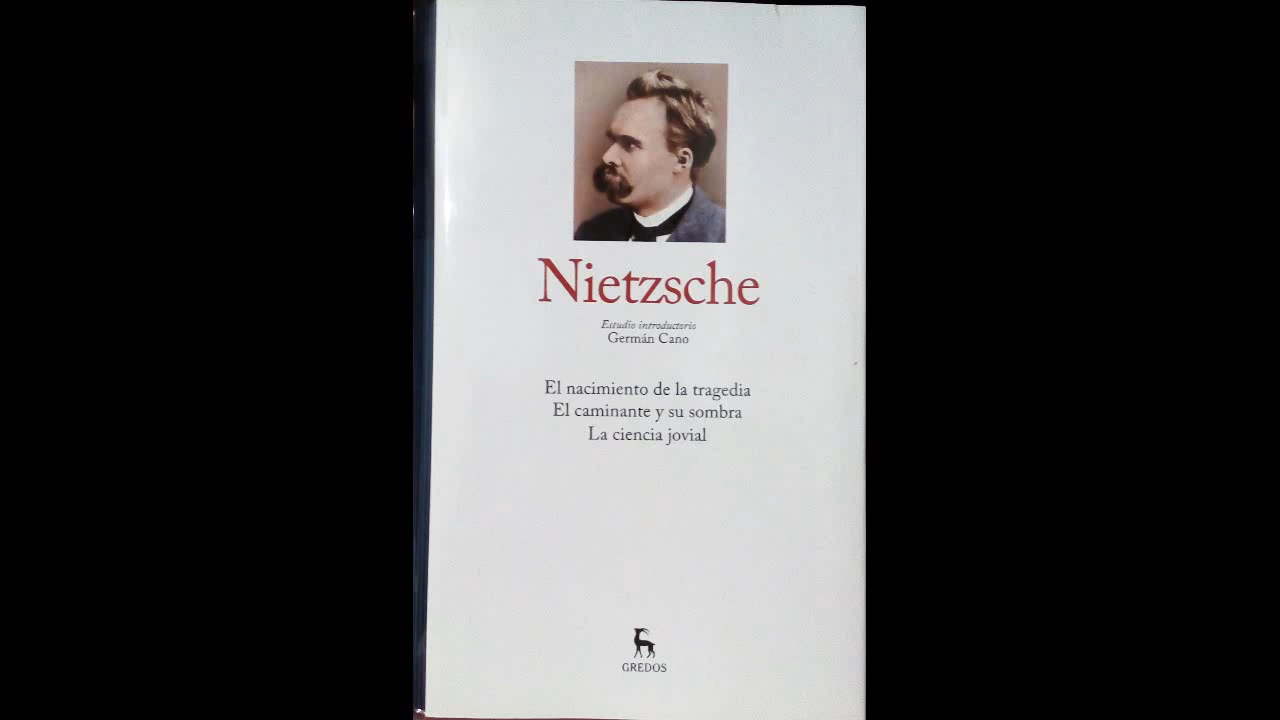 Nietzsche
Estudio introductorio
Germán Cano
El nacimiento de la tragedia
El caminante y su sombra
La ciencia jovial
GREDOS